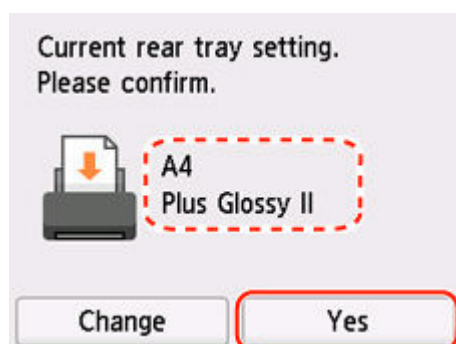 Current rear tray setting.
Please confirm.
A4
Plus Glossy II
Change
Yes